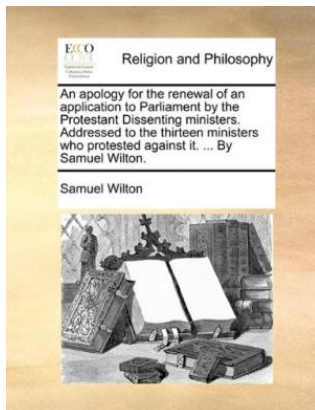 ECCO
Religion and Philosophy
An apology for the renewal of an
application to Parliament by the
Protestant Dissenting ministers.
Addressed to the thirteen ministers
who protested against it. ... By
Samuel Wilton.
Samuel Wilton